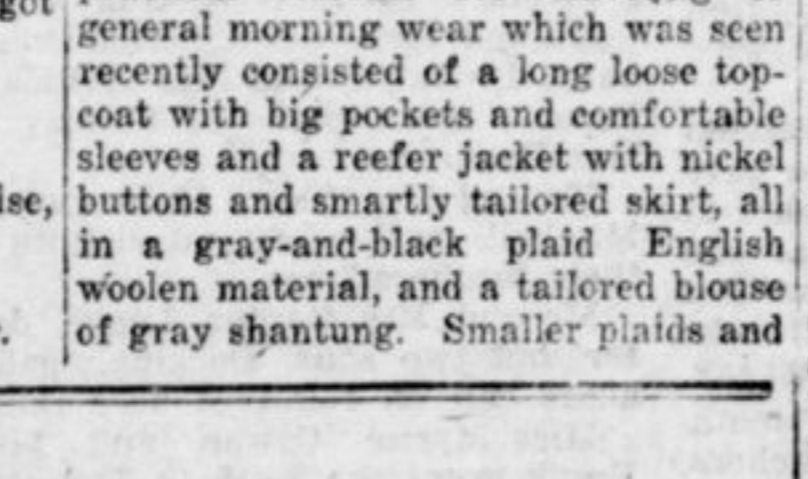 got
general morning wear which was seen
recently consisted of a long loose top-
coat with big pockets and comfortable
sleeves and a reefer jacket with nickel
lse, buttons and smartly tailored skirt, all
in a gray-and-black plaid English
woolen material, and a tailored blouse
of gray shantung. Smaller plaids and